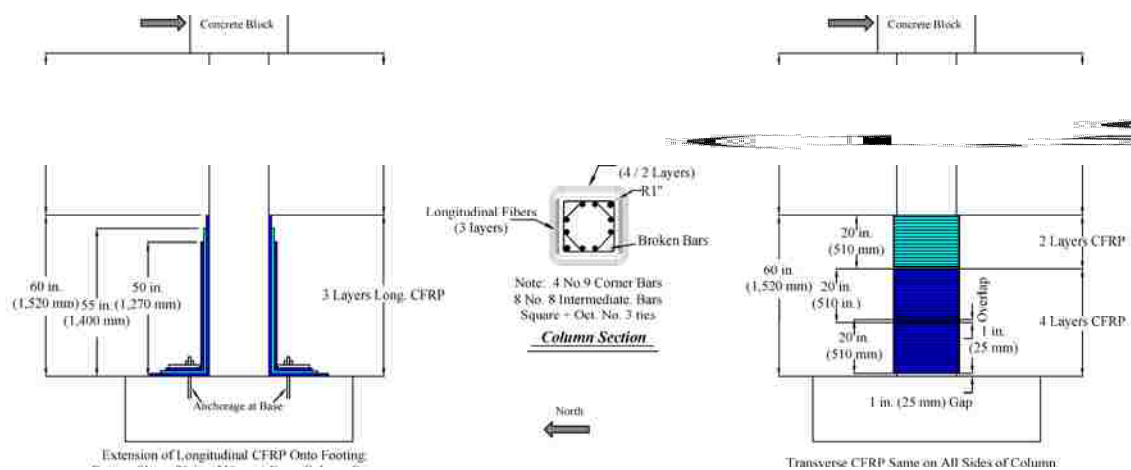 Concrete Block
60 in.
(1,520 mm)
55 in.
(1,400 mm)
50 in.
(1,270 mm)
3 Layers Long. CFRP
Anchorage at Base
Extension of Longitudinal CFRP Onto Footing:
(4 / 2 Layers)
R1"
Longitudinal Fibers
(3 layers)
Broken Bars
Note: 4 No 9 Corner Bars
8 No. 8 Intermediate. Bars
Square + Oct. No. 3 ties
Column Section
North
Concrete Block
20 in.
(510 mm)
2 Layers CFRP
60 in.
(1,520 mm)
20 in.
(510 in.)
Overlap
4 Layers CFRP
1 in.
(25 mm)
20 in.
(510 mm)
1 in. (25 mm) Gap
Transverse CFRP Same on All Sides of Column